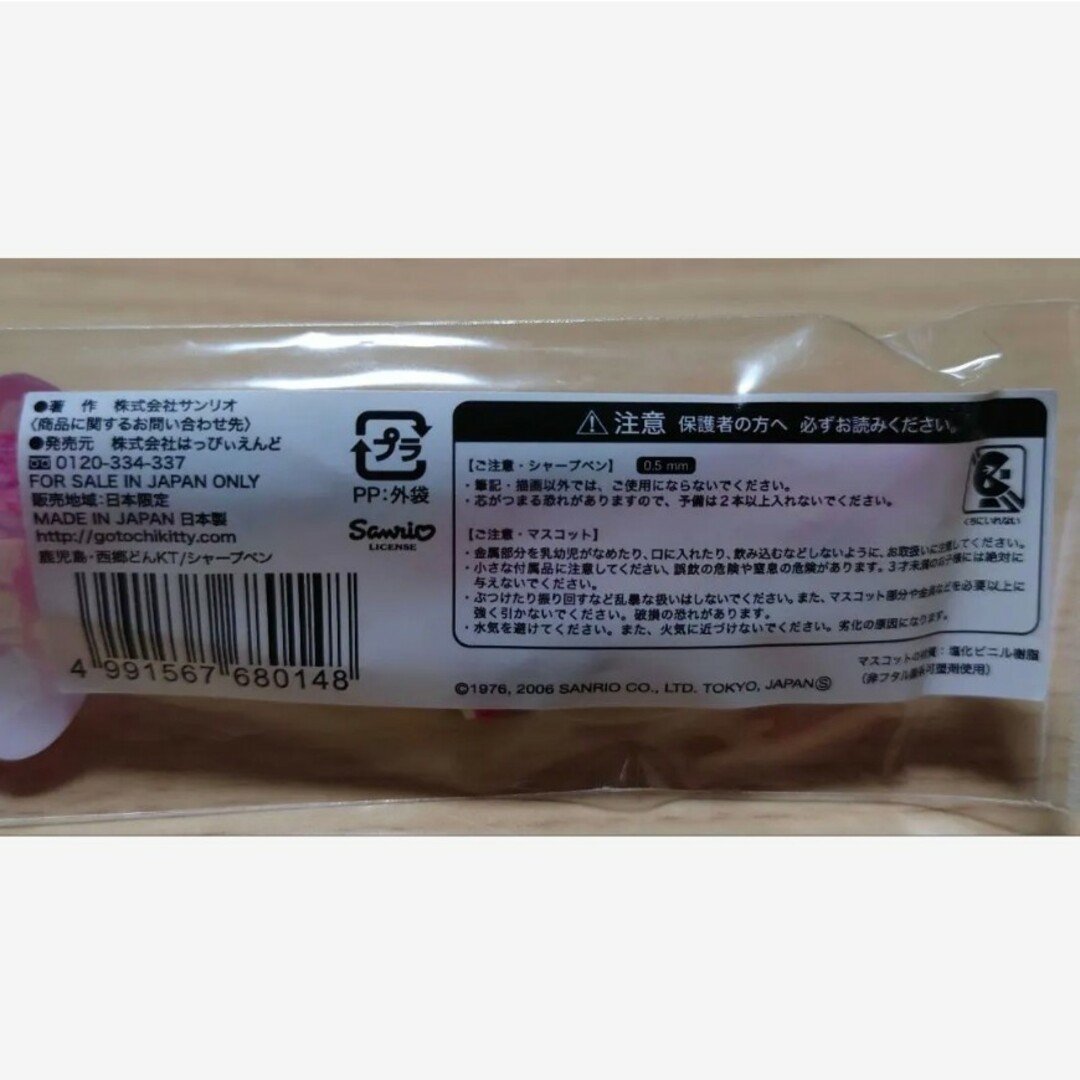 ●著 作 株式会社サンリオ
〈商品に関するお問い合わせ先〉
●発売元 株式会社はっぴぃえんど
0120-334-337
FOR SALE IN JAPAN ONLY
販売地域:日本限定
MADE IN JAPAN 日本製
http://gotochikitty.com
鹿児島・西郷どんKT/シャープペン
4 991567 680148
プラ
PP:外袋
Sanrio
LICENSE
注意 保護者の方へ 必ずお読みください。
【ご注意・シャープペン】 0.5 mm
・筆記・描画以外では、ご使用にならないでください。
・芯がつまる恐れがありますので、予備は2本以上入れないでください。
くちにいれない
【ご注意・マスコット】
・金属部分を乳幼児がなめたり、口に入れたり、飲み込むなどしないように、お取扱いに注意してください。
・小さな付属品に注意してください、誤飲の危険や窒息の危険があります。3才未満のお子様には絶対に
与えないでください。
・ぶつけたり振り回すなど乱暴な扱いはしないでください。また、マスコット部分や金具などを必要以上に
強く引かないでください。破損の恐れがあります。
・水気を避けてください。また、火気に近づけないでください。劣化の原因になります。
マスコットの材質:塩化ビニル樹脂
(非フタル酸系可塑剤使用)
©1976, 2006 SANRIO CO., LTD. TOKYO, JAPAN Ⓢ